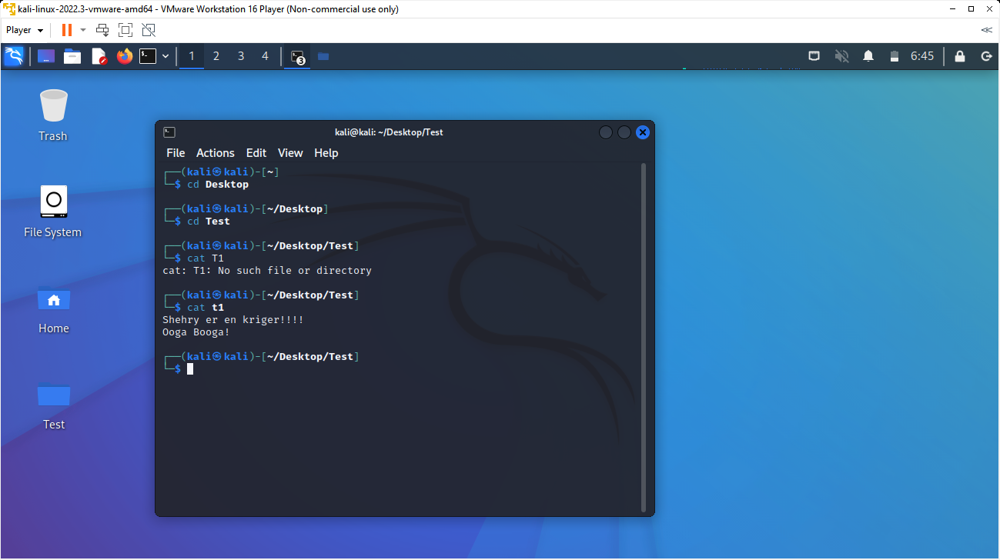 kali-linux-2022.3-vmware-amd64 - VMware Workstation 16 Player (Non-commercial use only)
Player
1 2 3 4 3 6:45
Trash
File System
Home
Test
kali@kali: ~/Desktop/Test
File Actions Edit View Help
┌──(kali㉿kali)-[~]
└─$ cd Desktop
┌──(kali㉿kali)-[~/Desktop]
└─$ cd Test
┌──(kali㉿kali)-[~/Desktop/Test]
└─$ cat T1
cat: T1: No such file or directory
┌──(kali㉿kali)-[~/Desktop/Test]
└─$ cat t1
Shehry er en kriger!!!!
Ooga Booga!
┌──(kali㉿kali)-[~/Desktop/Test]
└─$